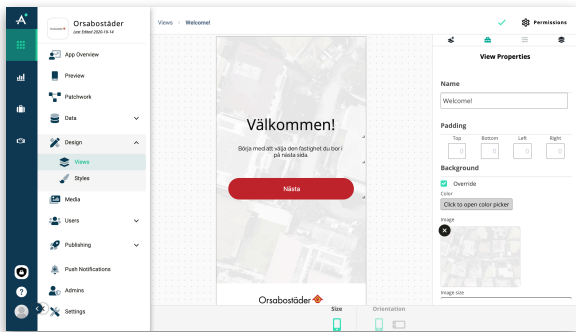 Orsabostäder
Last Edited 2020-10-14
App Overview
Preview
Patchwork
Data
Design
Views
Styles
Media
Users
Publishing
Push Notifications
Admins
Settings
Views
Welcome!
Permissions
Välkommen!
Börja med att välja den fastighet du bor i
på nästa sida.
Nästa
Orsabostäder
Size
Orientation
View Properties
Name
Welcome!
Padding
Top Bottom Left Right
0 0 0 0
Background
Override
Color
Click to open color picker
Image
Image size